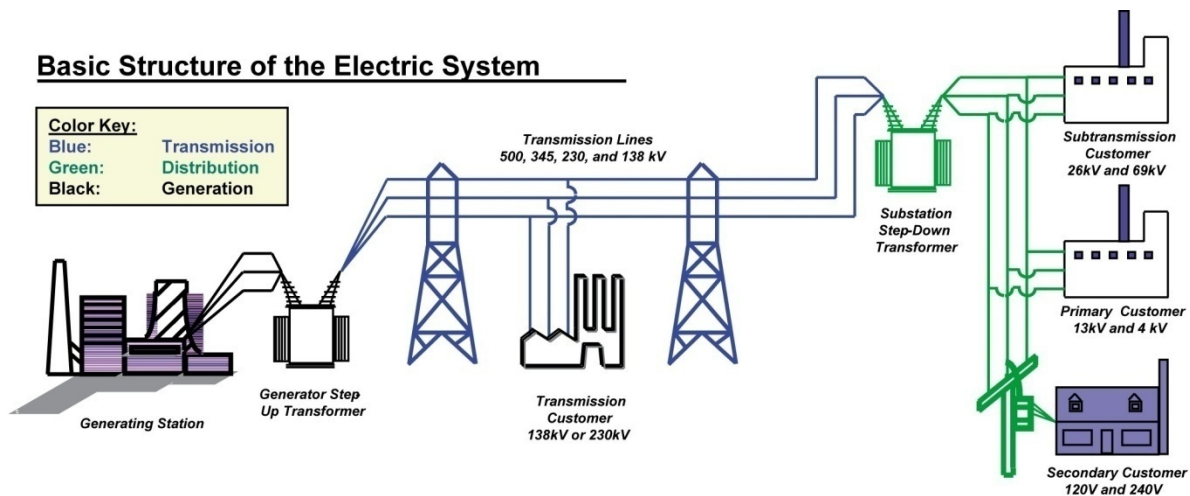 Basic Structure of the Electric System
Color Key:
Blue: Transmission
Green: Distribution
Black: Generation
Transmission Lines
500, 345, 230, and 138 kV
Generating Station
Generator Step
Up Transformer
Transmission
Customer
138kV or 230kV
Substation
Step-Down
Transformer
Subtransmission
Customer
26kV and 69kV
Primary Customer
13kV and 4 kV
Secondary Customer
120V and 240V